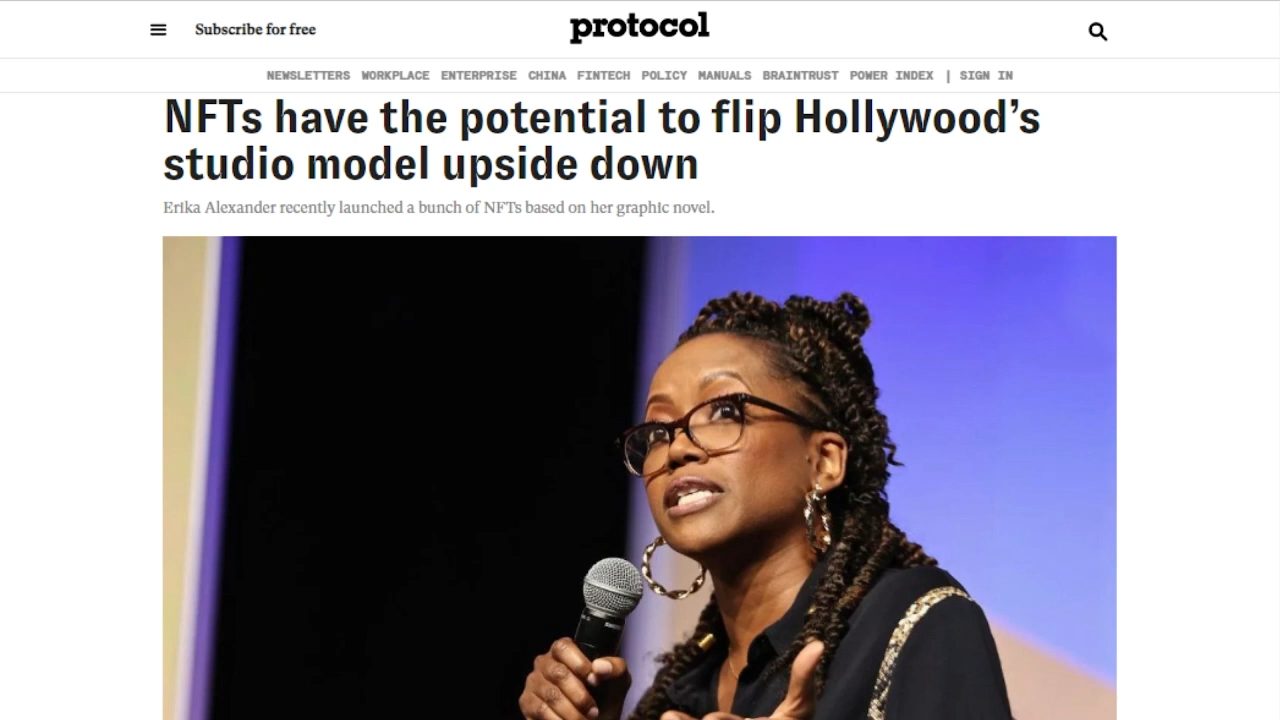 Subscribe for free
protocol
NEWSLETTERS WORKPLACE ENTERPRISE CHINA FINTECH POLICY MANUALS BRAINTRUST POWER INDEX | SIGN IN
NFTs have the potential to flip Hollywood’s
studio model upside down
Erika Alexander recently launched a bunch of NFTs based on her graphic novel.